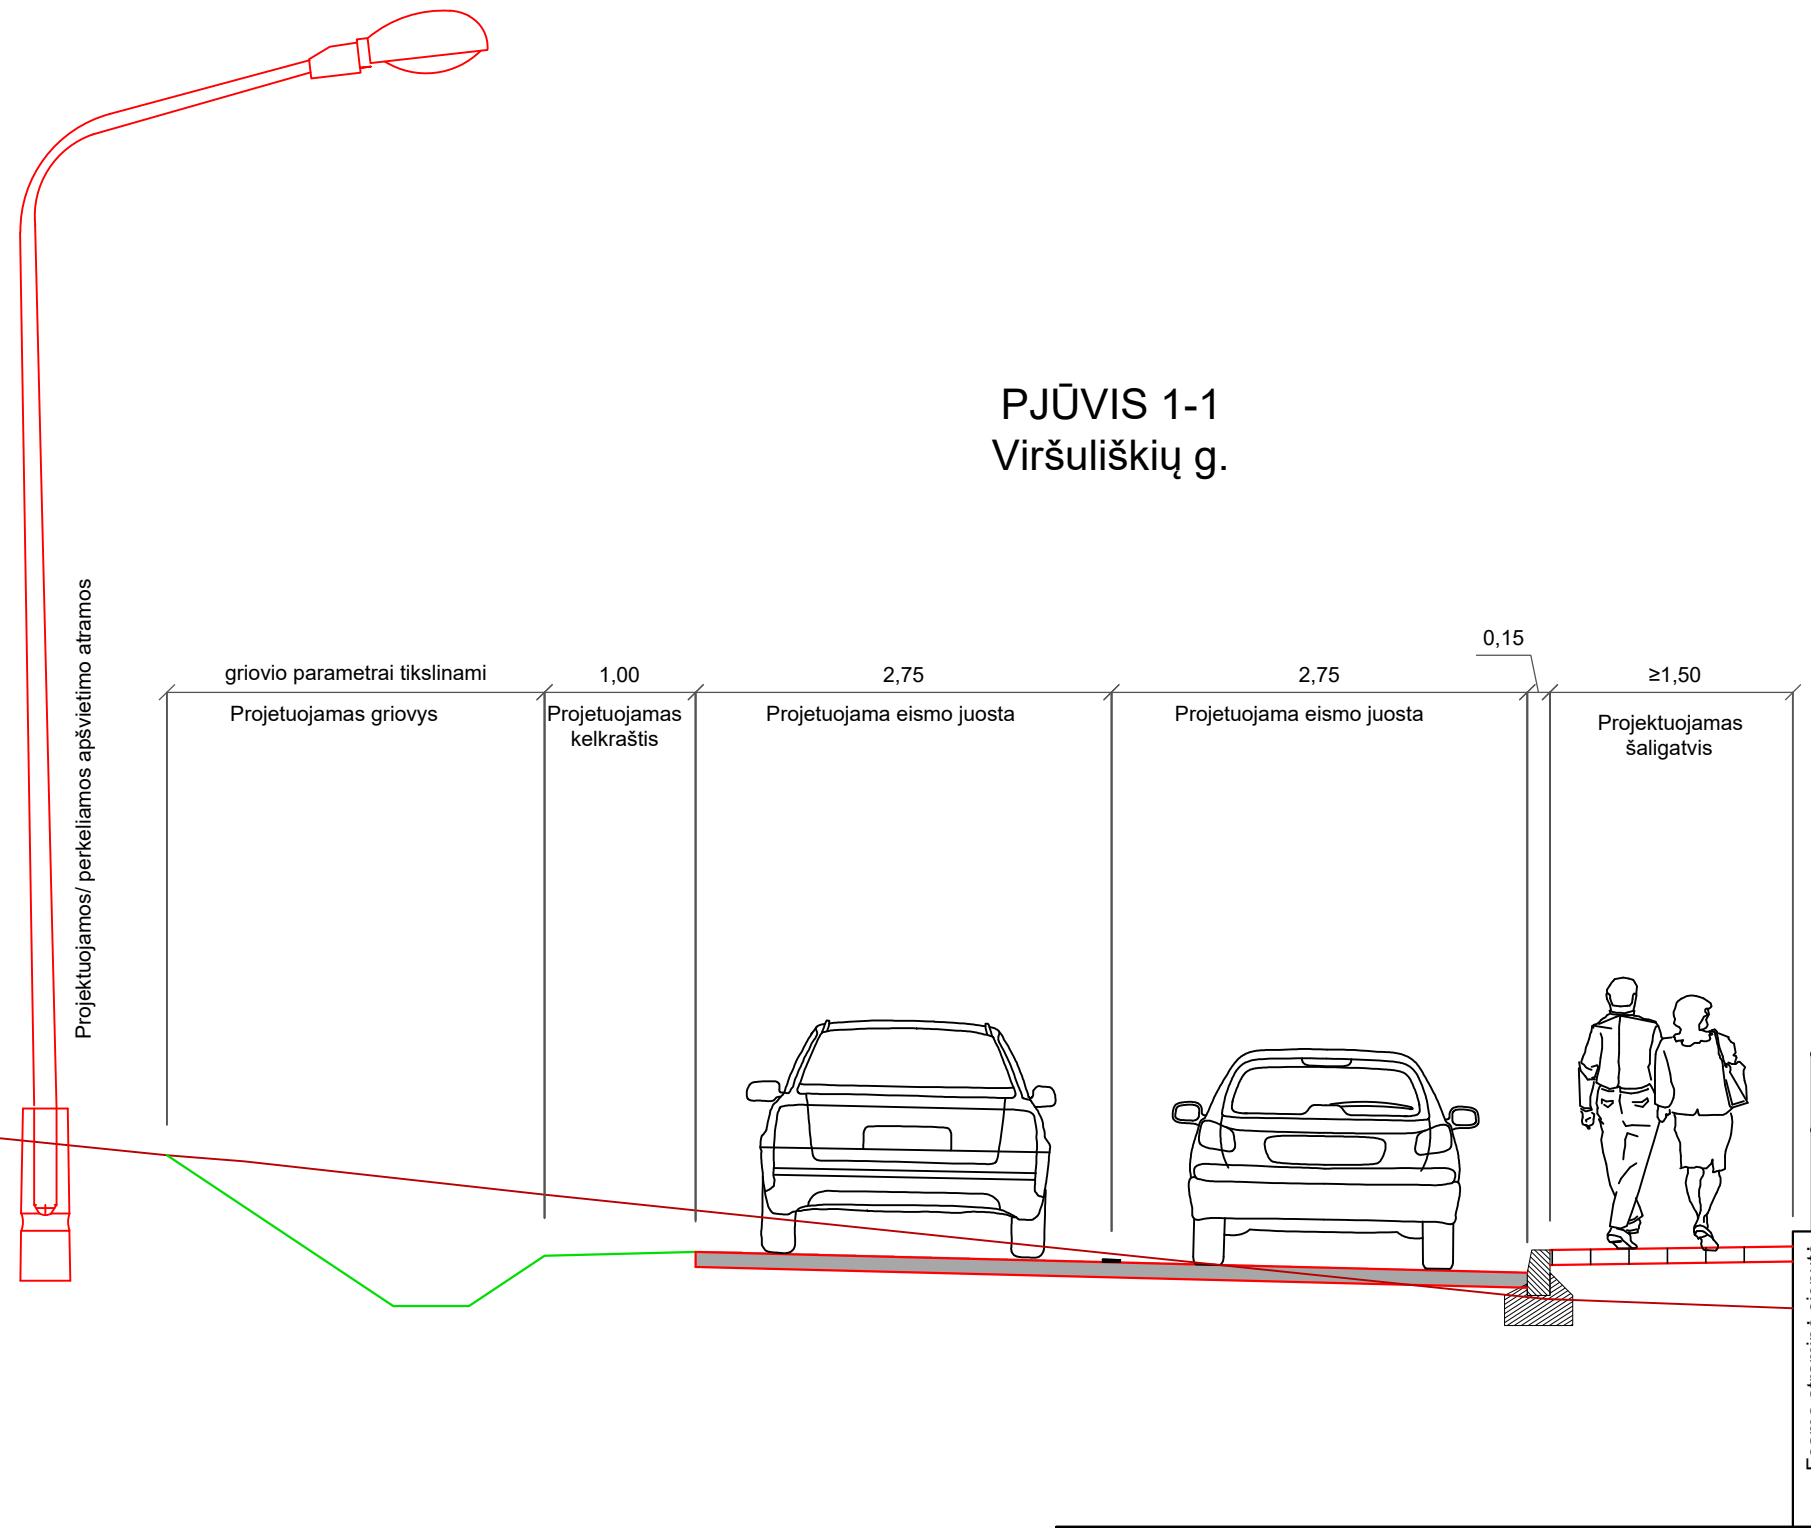 PJŪVIS 1-1
Viršuliškių g.
Projektuojamos/ perkeliamos apšvietimo atramos
griovio parametrai tikslinami
1,00
2,75
2,75
0,15
≥1,50
Projetuojamas griovys
Projetuojamas
kelkraštis
Projetuojama eismo juosta
Projetuojama eismo juosta
Projektuojamas
šaligatvis